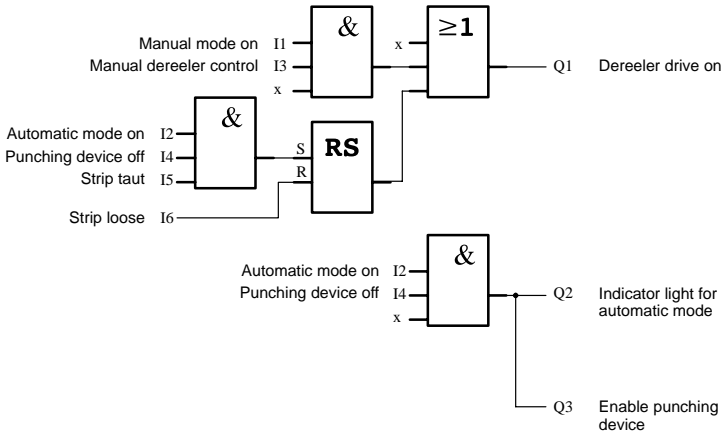 &
≥1
Manual mode on I1
x
Manual dereeler control I3
Q1 Dereeler drive on
x
&
Automatic mode on I2
RS
Punching device off I4
S
Strip taut I5
R
Strip loose I6
&
Automatic mode on I2
Punching device off I4
Q2 Indicator light for
automatic mode
x
Q3 Enable punching
device